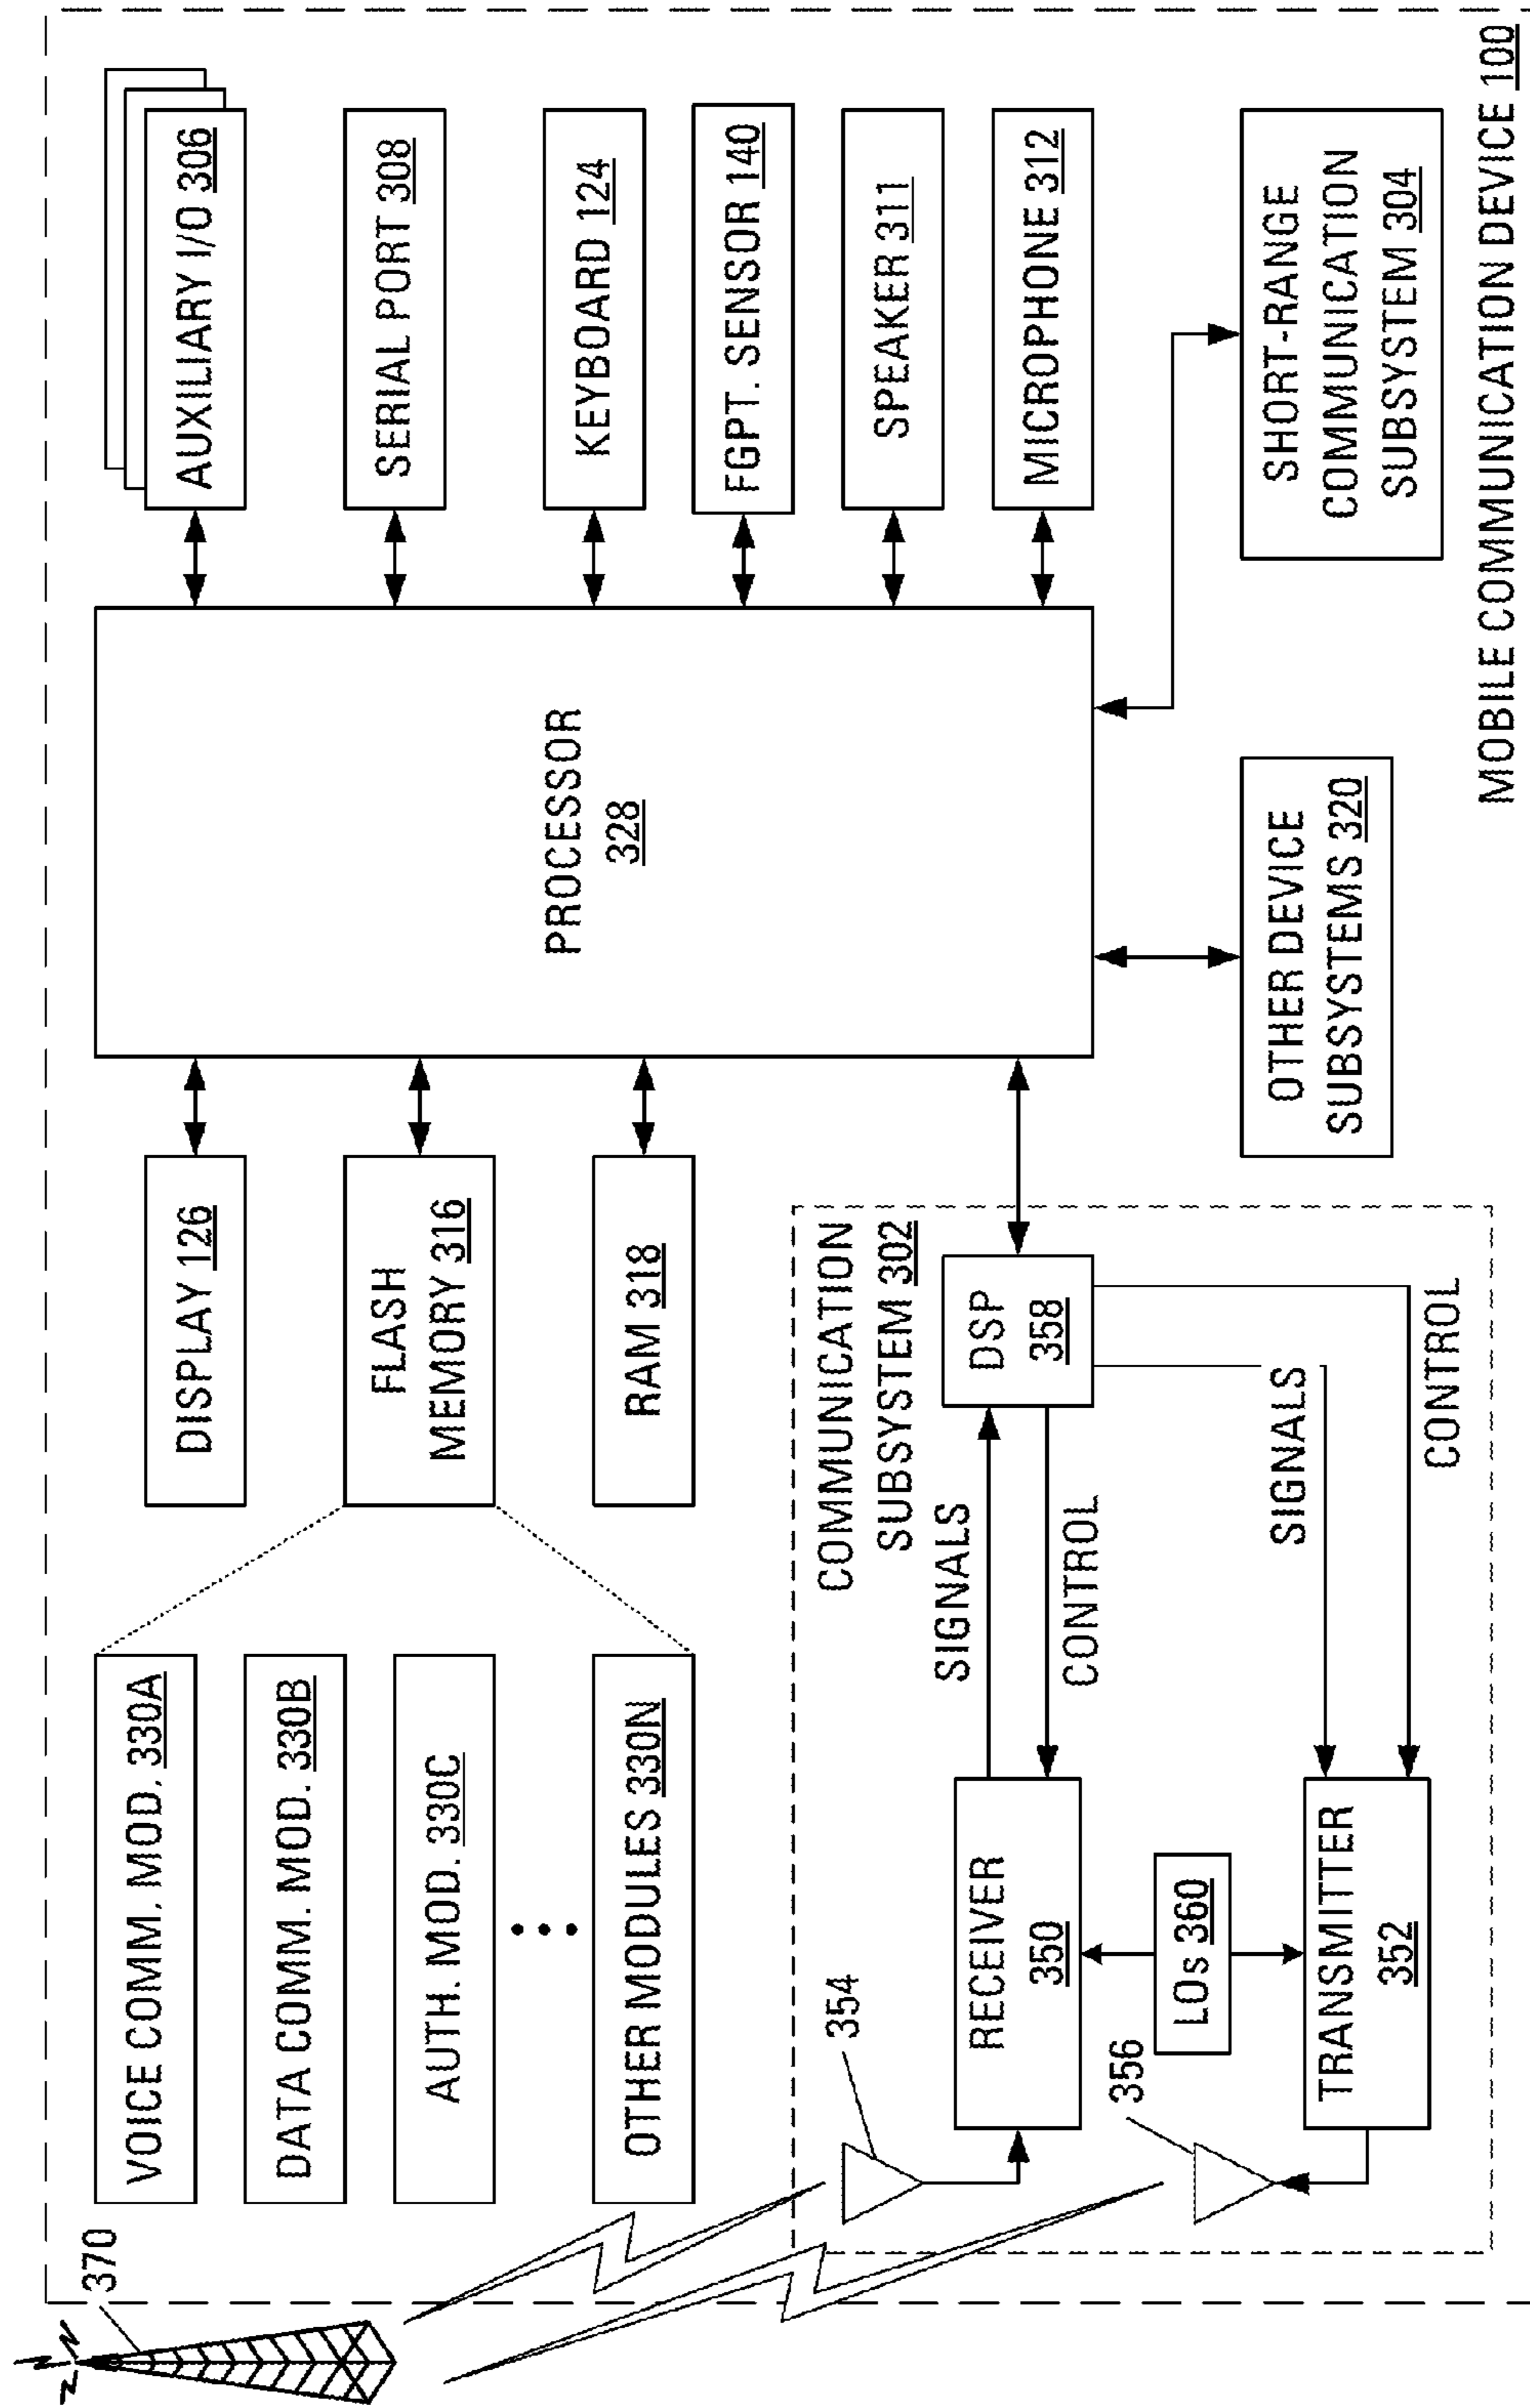 370
VOICE COMM. MOD. 330A
DATA COMM. MOD. 330B
AUTH. MOD. 330C
OTHER MODULES 330N
DISPLAY 126
FLASH
MEMORY 316
RAM 318
PROCESSOR
328
AUXILIARY I/O 306
SERIAL PORT 308
KEYBOARD 124
FGPT. SENSOR 140
SPEAKER 311
MICROPHONE 312
COMMUNICATION
SUBSYSTEM 302
354
RECEIVER
350
SIGNALS
CONTROL
DSP
358
LOs 360
356
TRANSMITTER
352
SIGNALS
CONTROL
OTHER DEVICE
SUBSYSTEMS 320
SHORT-RANGE
COMMUNICATION
SUBSYSTEM 304
MOBILE COMMUNICATION DEVICE 100